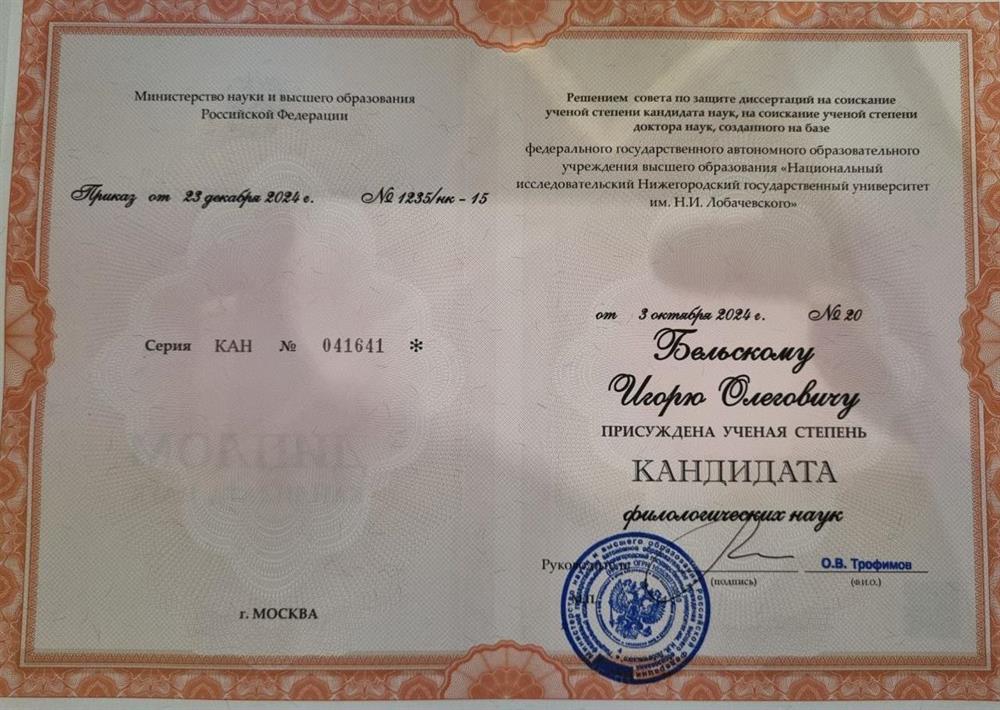 Министерство науки и высшего образования
Российской Федерации
Приказ от 23 декабря 2024 г. № 1235/нк - 15
Серия КАН № 041641 *
г. МОСКВА
Решением совета по защите диссертаций на соискание
ученой степени кандидата наук, на соискание ученой степени
доктора наук, созданного на базе
федерального государственного автономного образовательного
учреждения высшего образования «Национальный
исследовательский Нижегородский государственный университет
им. Н.И. Лобачевского»
от 3 октября 2024 г. № 20
Бельскому
Игорю Олеговичу
ПРИСУЖДЕНА УЧЕНАЯ СТЕПЕНЬ
КАНДИДАТА
филологических наук
Руководитель
О.В. Трофимов
(подпись) (ф.и.о.)
М.П.